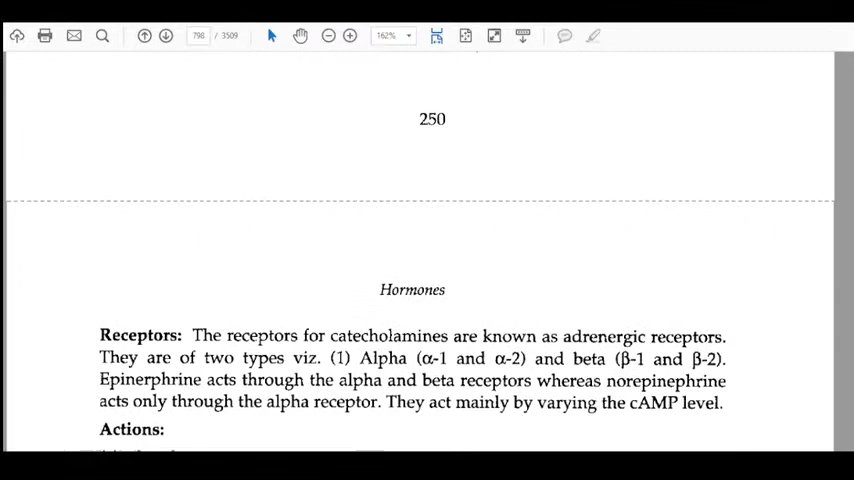 798 / 3509
162%
250
Hormones
Receptors: The receptors for catecholamines are known as adrenergic receptors.
They are of two types viz. (1) Alpha (α-1 and α-2) and beta (β-1 and β-2).
Epinerphrine acts through the alpha and beta receptors whereas norepinephrine
acts only through the alpha receptor. They act mainly by varying the cAMP level.
Actions: